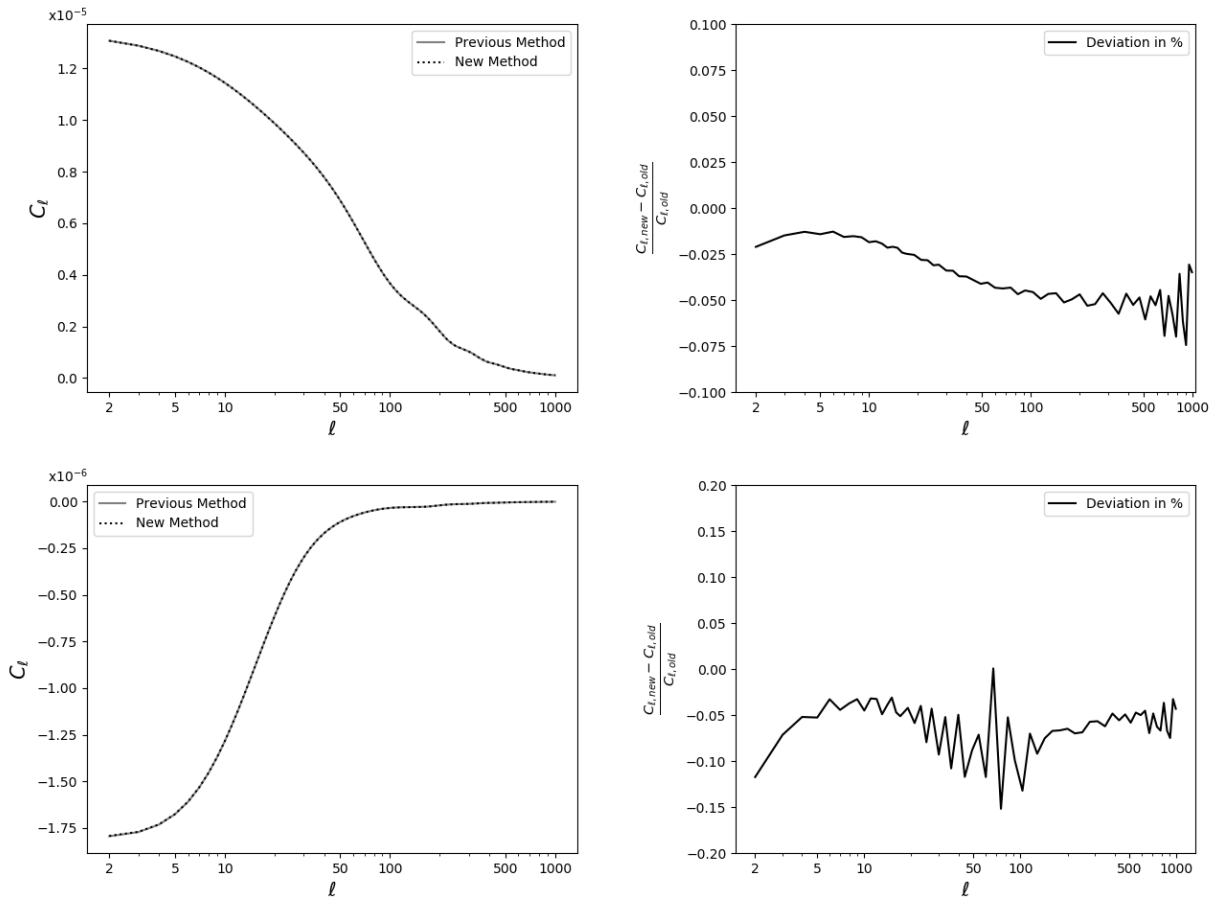 x10⁻⁵
Previous Method
New Method
1.2
1.0
0.8
0.6
0.4
0.2
0.0
C_ℓ
2 5 10 50 100 500 1000
ℓ
Deviation in %
0.100
0.075
0.050
0.025
0.000
−0.025
−0.050
−0.075
−0.100
C_ℓ,new − C_ℓ,old
C_ℓ,old
2 5 10 50 100 500 1000
ℓ
x10⁻⁶
Previous Method
New Method
0.00
−0.25
−0.50
−0.75
−1.00
−1.25
−1.50
−1.75
C_ℓ
2 5 10 50 100 500 1000
ℓ
Deviation in %
0.20
0.15
0.10
0.05
0.00
−0.05
−0.10
−0.15
−0.20
C_ℓ,new − C_ℓ,old
C_ℓ,old
2 5 10 50 100 500 1000
ℓ